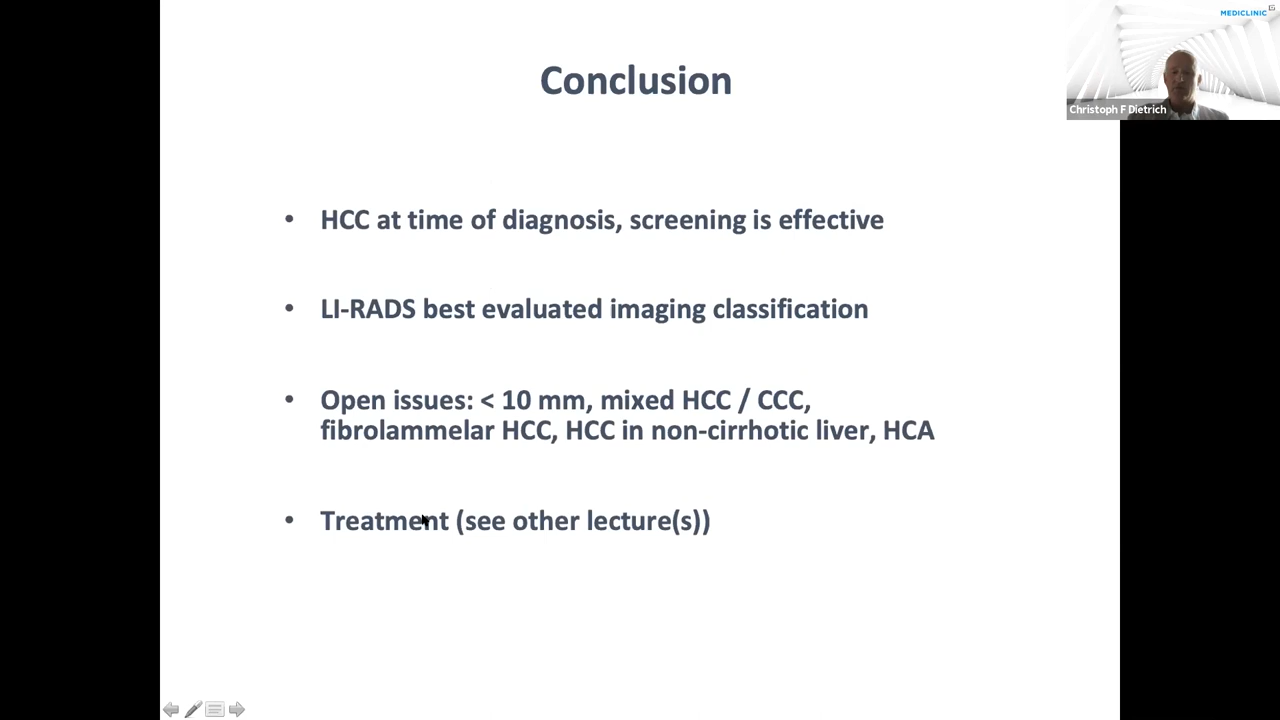 MEDICLINIC
Christoph F Dietrich
Conclusion
• HCC at time of diagnosis, screening is effective
• LI-RADS best evaluated imaging classification
• Open issues: < 10 mm, mixed HCC / CCC,
fibrolammelar HCC, HCC in non-cirrhotic liver, HCA
• Treatment (see other lecture(s))